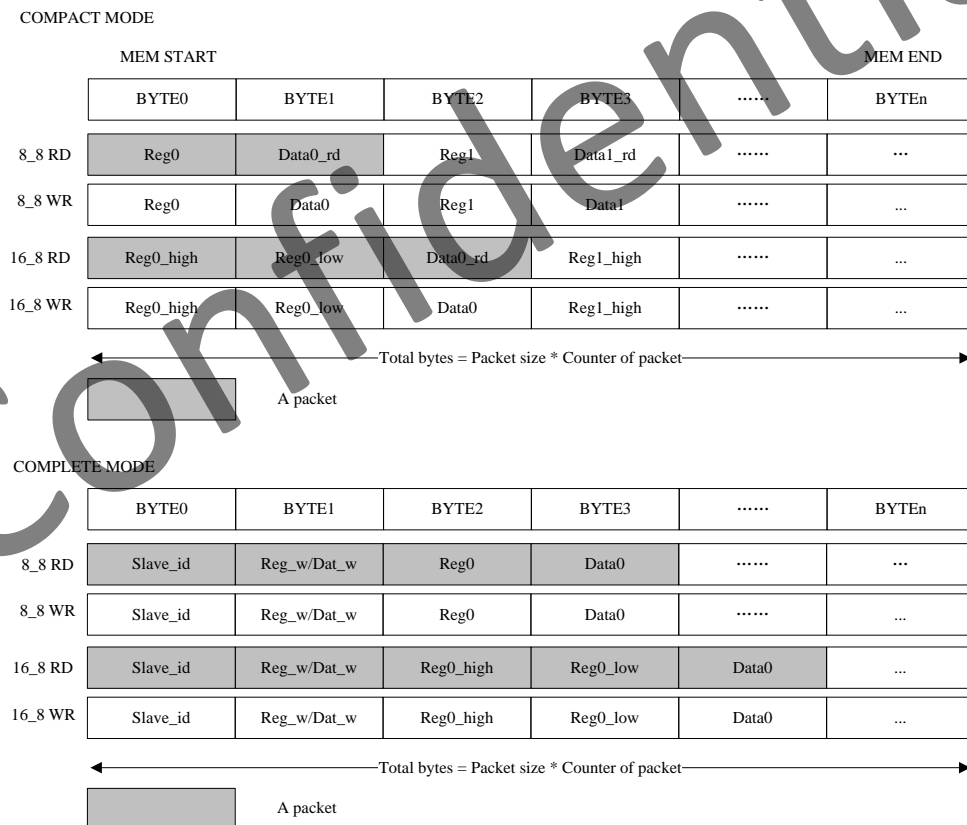 COMPACT MODE
MEM START MEM END
BYTE0 BYTE1 BYTE2 BYTE3 ...... BYTEn
8_8 RD Reg0 Data0_rd Reg1 Data1_rd ...... ...
8_8 WR Reg0 Data0 Reg1 Data1 ...... ...
16_8 RD Reg0_high Reg0_low Data0_rd Reg1_high ...... ...
16_8 WR Reg0_high Reg0_low Data0 Reg1_high ...... ...
Total bytes = Packet size * Counter of packet
A packet
COMPLETE MODE
BYTE0 BYTE1 BYTE2 BYTE3 ...... BYTEn
8_8 RD Slave_id Reg_w/Dat_w Reg0 Data0 ...... ...
8_8 WR Slave_id Reg_w/Dat_w Reg0 Data0 ...... ...
16_8 RD Slave_id Reg_w/Dat_w Reg0_high Reg0_low Data0 ...
16_8 WR Slave_id Reg_w/Dat_w Reg0_high Reg0_low Data0 ...
Total bytes = Packet size * Counter of packet
A packet
Confidenti